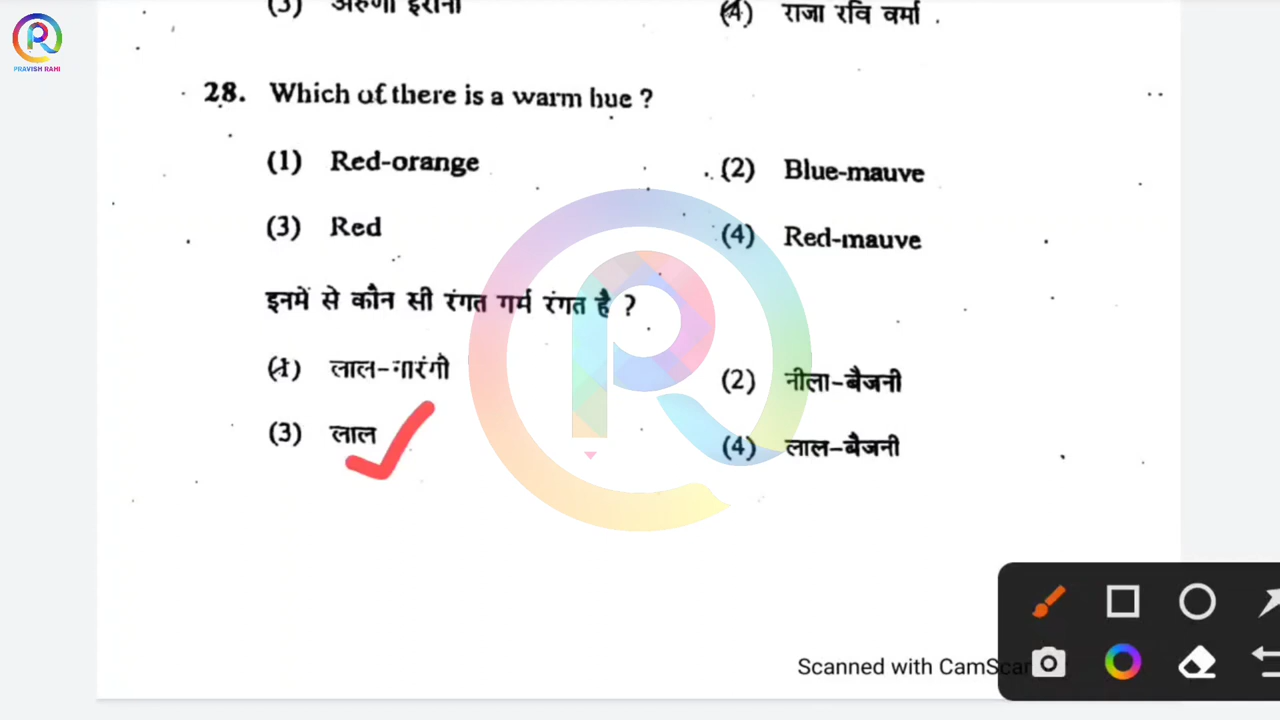 PRAVISH RAHI
(3) अरुणा इरानी
(4) राजा रवि वर्मा .
28. Which of there is a warm hue ?
(1) Red-orange
(2) Blue-mauve
(3) Red
(4) Red-mauve
इनमें से कौन सी रंगत गर्म रंगत है ?
(1) लाल-नारंगी
(2) नीला-बैजनी
(3) लाल
(4) लाल-बैजनी
Scanned with CamScan